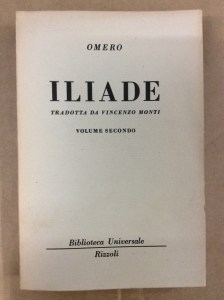 OMERO
ILIADE
TRADOTTA DA VINCENZO MONTI
VOLUME SECONDO
Biblioteca Universale
Rizzoli